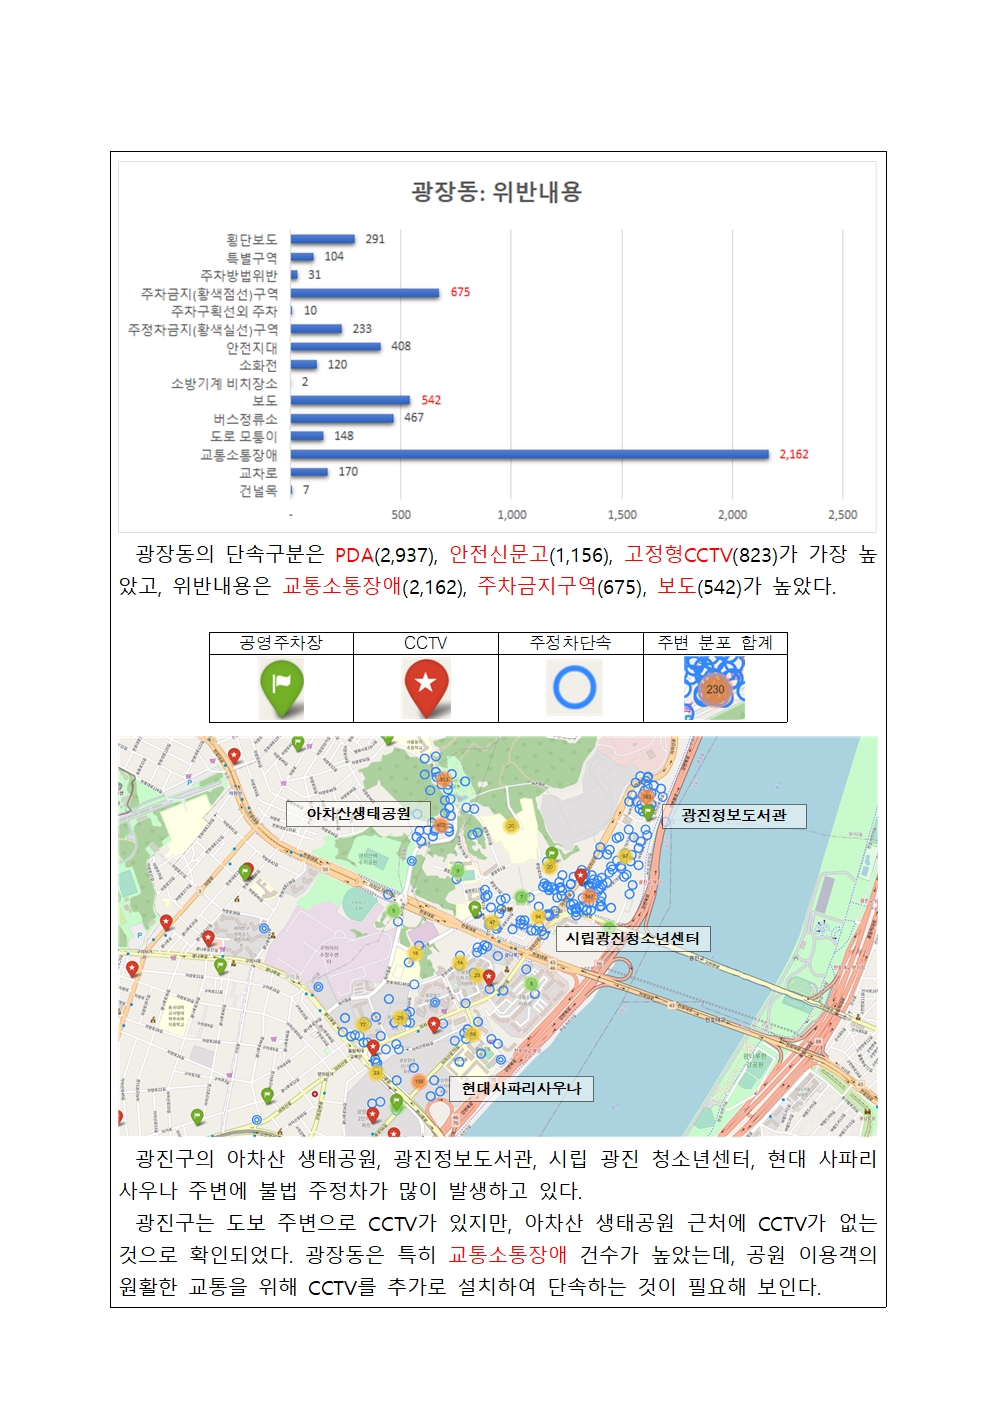 광장동: 위반내용
횡단보도 291
특별구역 104
주차방법위반 31
주차금지(황색점선)구역 675
주차구획선외 주차 10
주정차금지(황색실선)구역 233
안전지대 408
소화전 120
소방기계 비치장소 2
보도 542
버스정류소 467
도로 모퉁이 148
교통소통장애 2,162
교차로 170
건널목 7
- 500 1,000 1,500 2,000 2,500
광장동의 단속구분은 PDA(2,937), 안전신문고(1,156), 고정형CCTV(823)가 가장 높
았고, 위반내용은 교통소통장애(2,162), 주차금지구역(675), 보도(542)가 높았다.
공영주차장 CCTV 주정차단속 주변 분포 합계
230
아차산생태공원
광진정보도서관
시립광진청소년센터
현대사파리사우나
광진구의 아차산 생태공원, 광진정보도서관, 시립 광진 청소년센터, 현대 사파리
사우나 주변에 불법 주정차가 많이 발생하고 있다.
광진구는 도보 주변으로 CCTV가 있지만, 아차산 생태공원 근처에 CCTV가 없는
것으로 확인되었다. 광장동은 특히 교통소통장애 건수가 높았는데, 공원 이용객의
원활한 교통을 위해 CCTV를 추가로 설치하여 단속하는 것이 필요해 보인다.